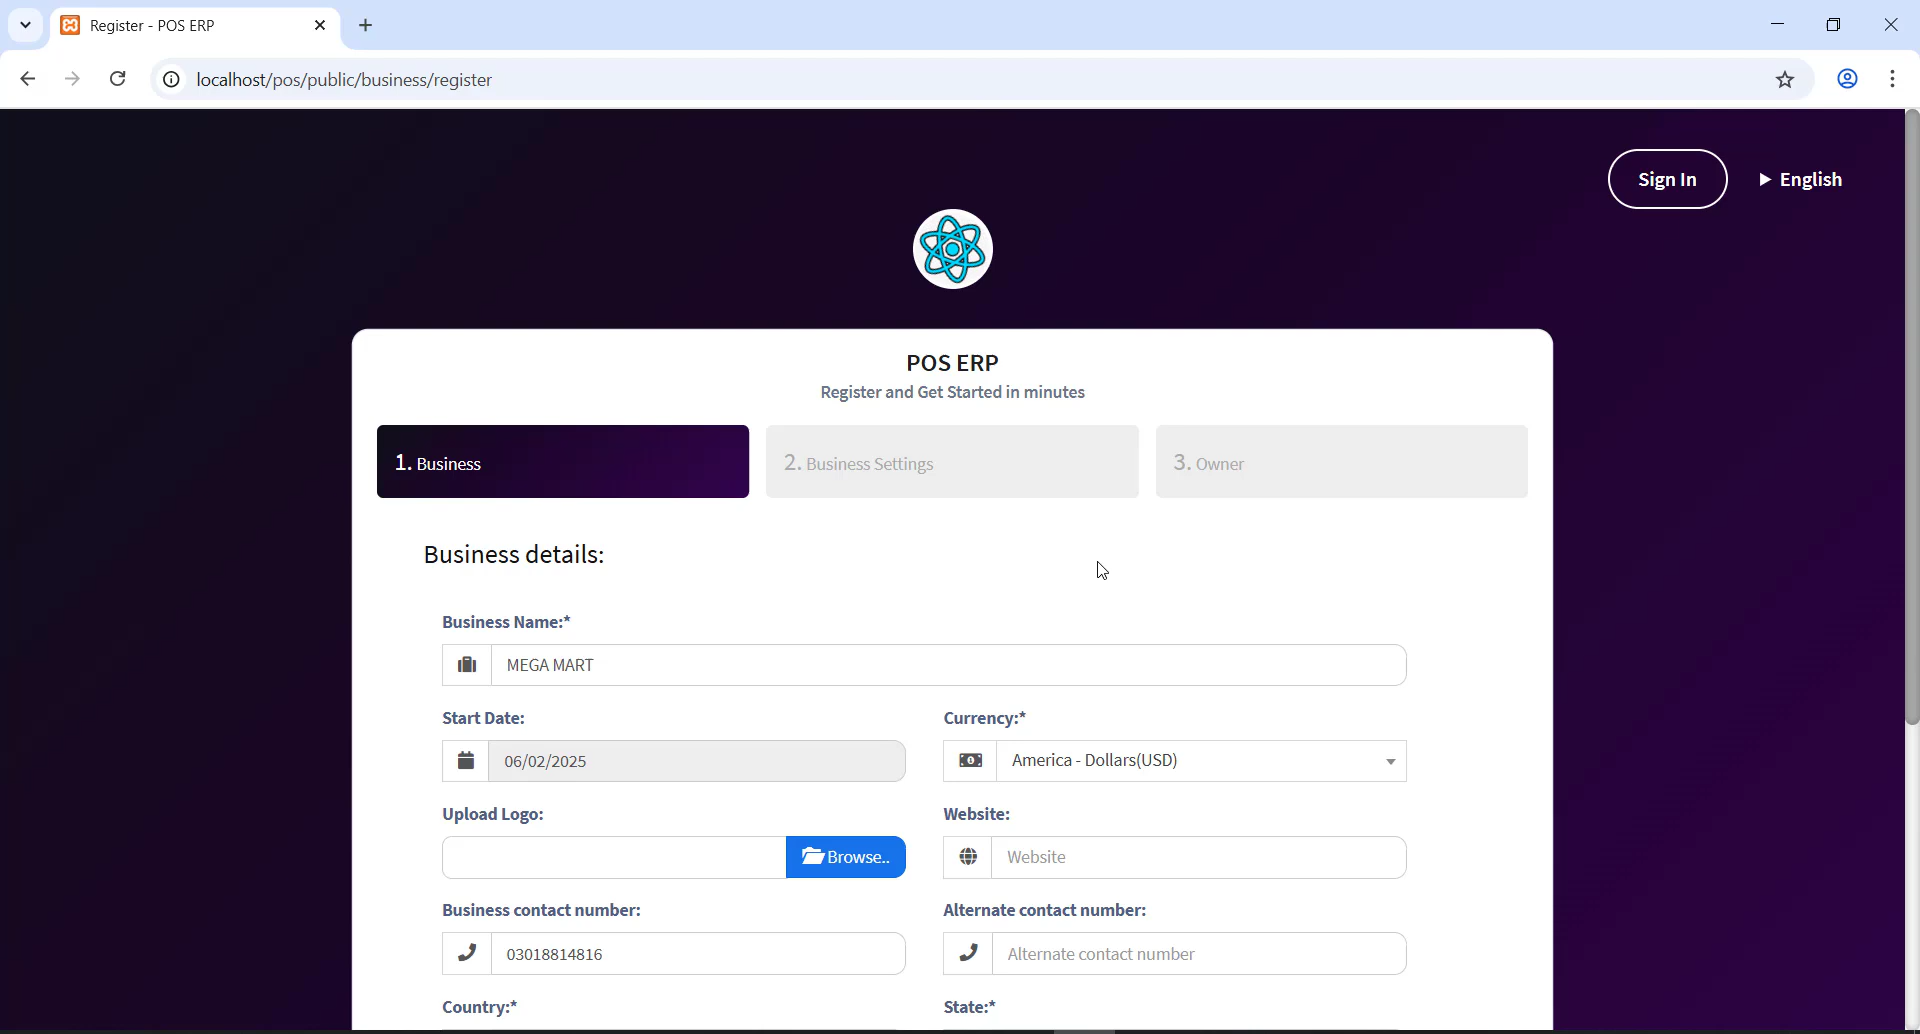 Register - POS ERP
localhost/pos/public/business/register
Sign In
English
POS ERP
Register and Get Started in minutes
1. Business
2. Business Settings
3. Owner
Business details:
Business Name:*
MEGA MART
Start Date:
Currency:*
06/02/2025
America - Dollars(USD)
Upload Logo:
Website:
Browse..
Website
Business contact number:
Alternate contact number:
03018814816
Alternate contact number
Country:*
State:*